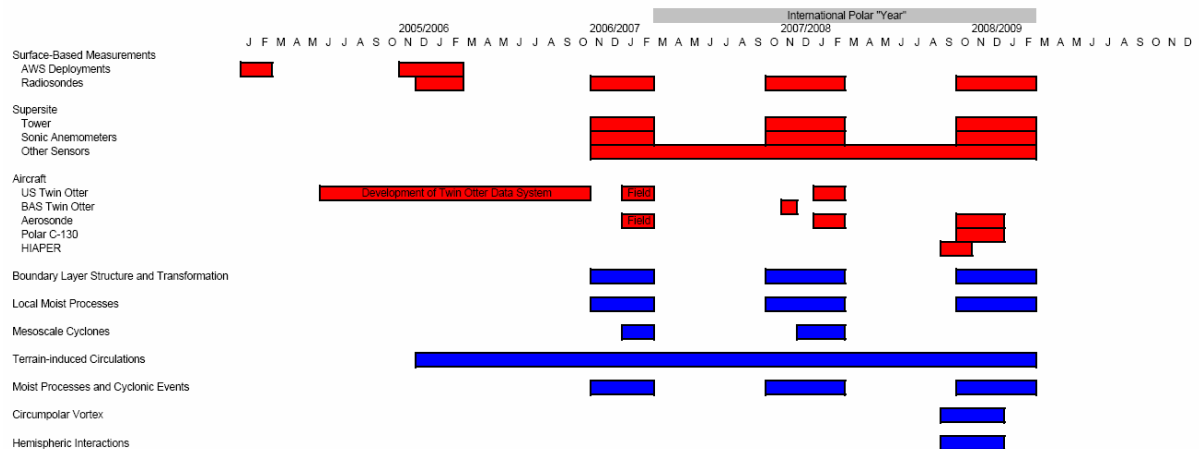 International Polar "Year"
2005/2006 2006/2007 2007/2008 2008/2009
J F M A M J J A S O N D J F M A M J J A S O N D J F M A M J J A S O N D J F M A M J J A S O N D J F M A M J J A S O N D
Surface-Based Measurements
AWS Deployments
Radiosondes
Supersite
Tower
Sonic Anemometers
Other Sensors
Aircraft
US Twin Otter Development of Twin Otter Data System Field
BAS Twin Otter
Aerosonde Field
Polar C-130
HIAPER
Boundary Layer Structure and Transformation
Local Moist Processes
Mesoscale Cyclones
Terrain-induced Circulations
Moist Processes and Cyclonic Events
Circumpolar Vortex
Hemispheric Interactions